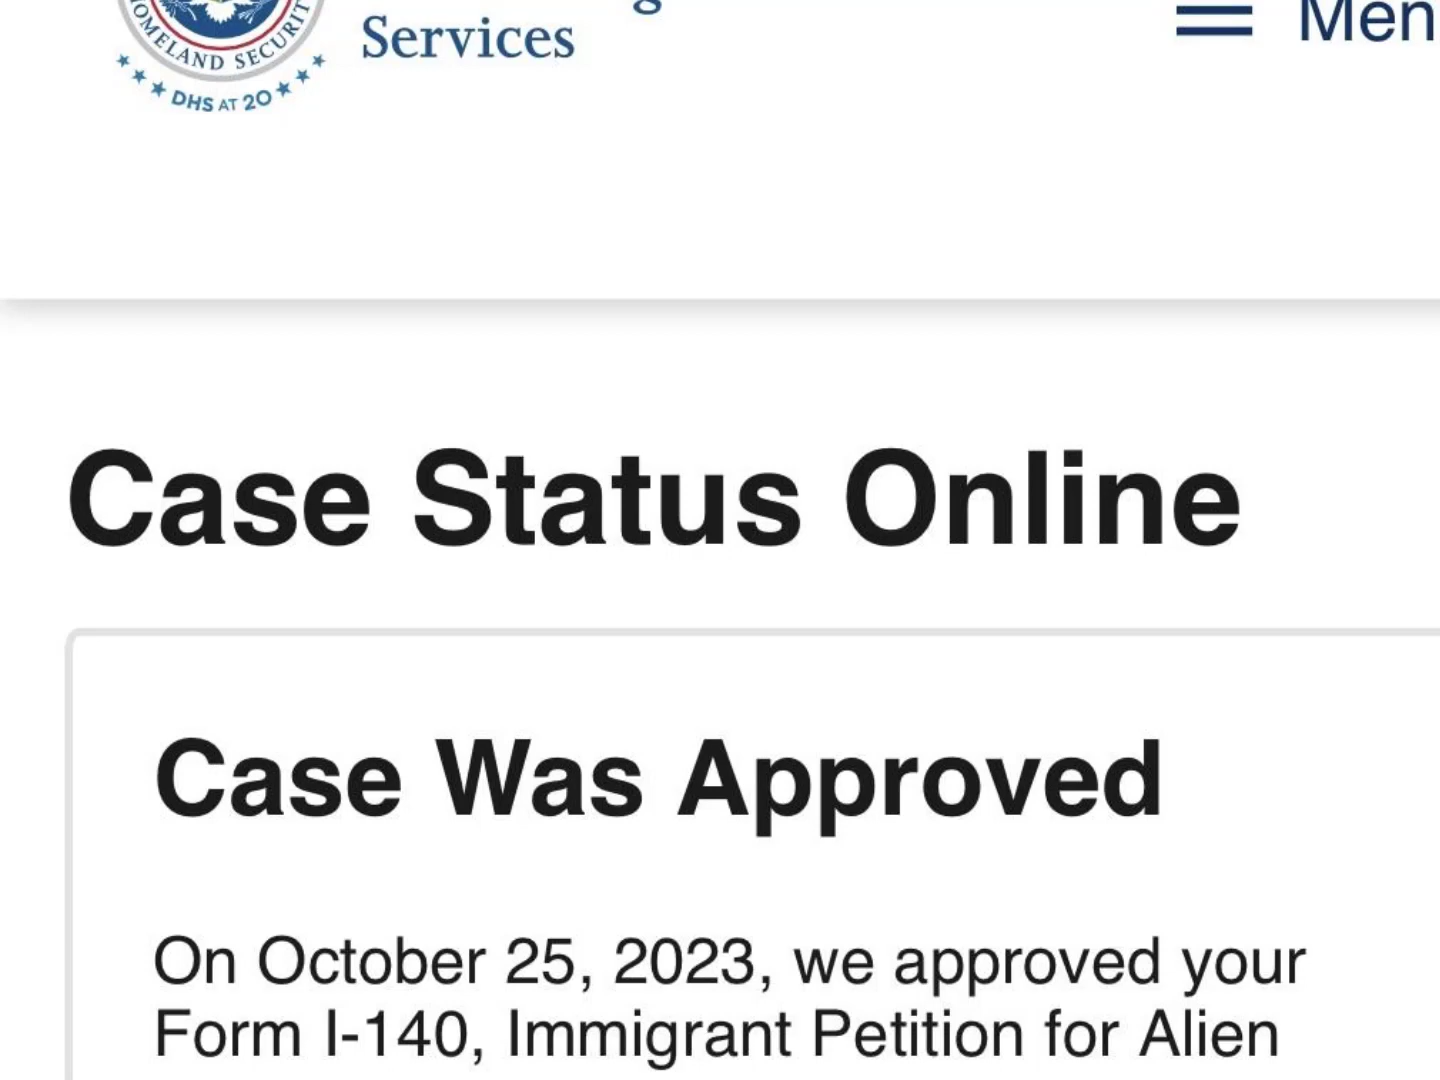 Services
HOMELAND SECURITY
DHS AT 20
Case Status Online
Case Was Approved
On October 25, 2023, we approved your
Form I-140, Immigrant Petition for Alien